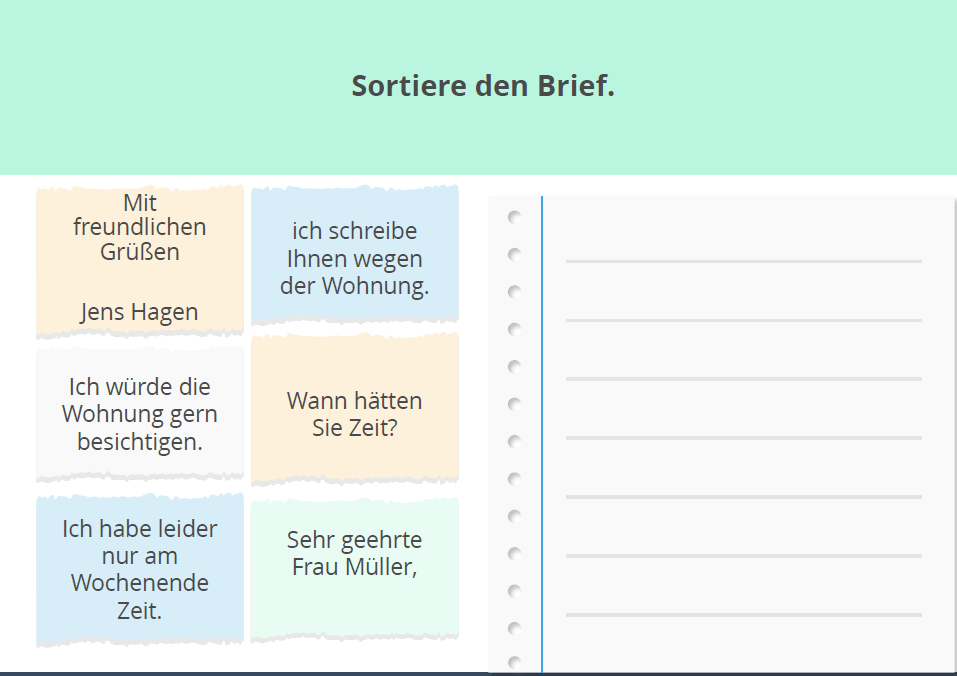 Sortiere den Brief.
Mit
freundlichen
Grüßen
Jens Hagen
ich schreibe
Ihnen wegen
der Wohnung.
Ich würde die
Wohnung gern
besichtigen.
Wann hätten
Sie Zeit?
Ich habe leider
nur am
Wochenende
Zeit.
Sehr geehrte
Frau Müller,